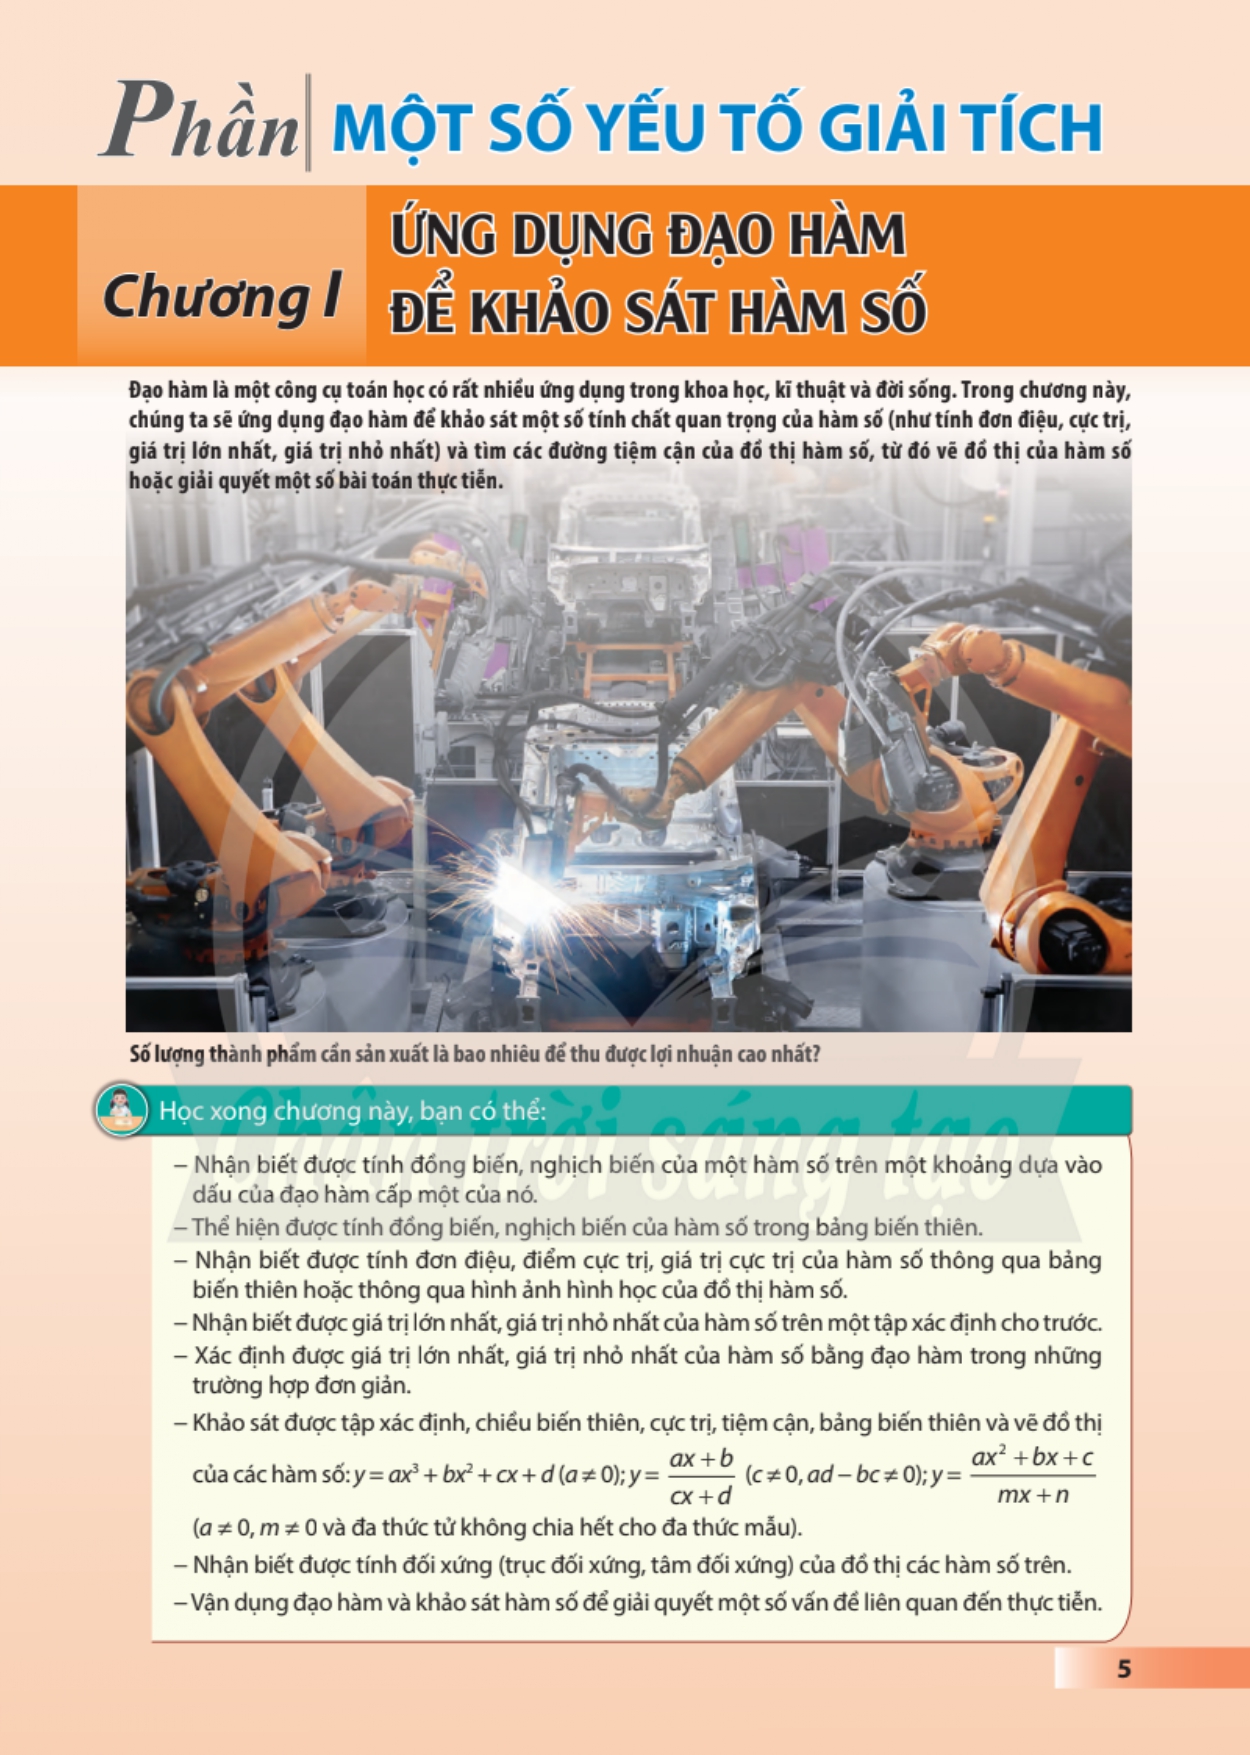 Phần MỘT SỐ YẾU TỐ GIẢI TÍCH
Chương I
ỨNG DỤNG ĐẠO HÀM
ĐỂ KHẢO SÁT HÀM SỐ
Đạo hàm là một công cụ toán học có rất nhiều ứng dụng trong khoa học, kĩ thuật và đời sống. Trong chương này,
chúng ta sẽ ứng dụng đạo hàm để khảo sát một số tính chất quan trọng của hàm số (như tính đơn điệu, cực trị,
giá trị lớn nhất, giá trị nhỏ nhất) và tìm các đường tiệm cận của đồ thị hàm số, từ đó vẽ đồ thị của hàm số
hoặc giải quyết một số bài toán thực tiễn.
Số lượng thành phẩm cần sản xuất là bao nhiêu để thu được lợi nhuận cao nhất?
Chân trời sáng tạo
Học xong chương này, bạn có thể:
– Nhận biết được tính đồng biến, nghịch biến của một hàm số trên một khoảng dựa vào
dấu của đạo hàm cấp một của nó.
– Thể hiện được tính đồng biến, nghịch biến của hàm số trong bảng biến thiên.
– Nhận biết được tính đơn điệu, điểm cực trị, giá trị cực trị của hàm số thông qua bảng
biến thiên hoặc thông qua hình ảnh hình học của đồ thị hàm số.
– Nhận biết được giá trị lớn nhất, giá trị nhỏ nhất của hàm số trên một tập xác định cho trước.
– Xác định được giá trị lớn nhất, giá trị nhỏ nhất của hàm số bằng đạo hàm trong những
trường hợp đơn giản.
– Khảo sát được tập xác định, chiều biến thiên, cực trị, tiệm cận, bảng biến thiên và vẽ đồ thị
của các hàm số: y = ax³ + bx² + cx + d (a ≠ 0); y = (ax + b)/(cx + d) (c ≠ 0, ad – bc ≠ 0); y = (ax² + bx + c)/(mx + n)
(a ≠ 0, m ≠ 0 và đa thức tử không chia hết cho đa thức mẫu).
– Nhận biết được tính đối xứng (trục đối xứng, tâm đối xứng) của đồ thị các hàm số trên.
– Vận dụng đạo hàm và khảo sát hàm số để giải quyết một số vấn đề liên quan đến thực tiễn.
5